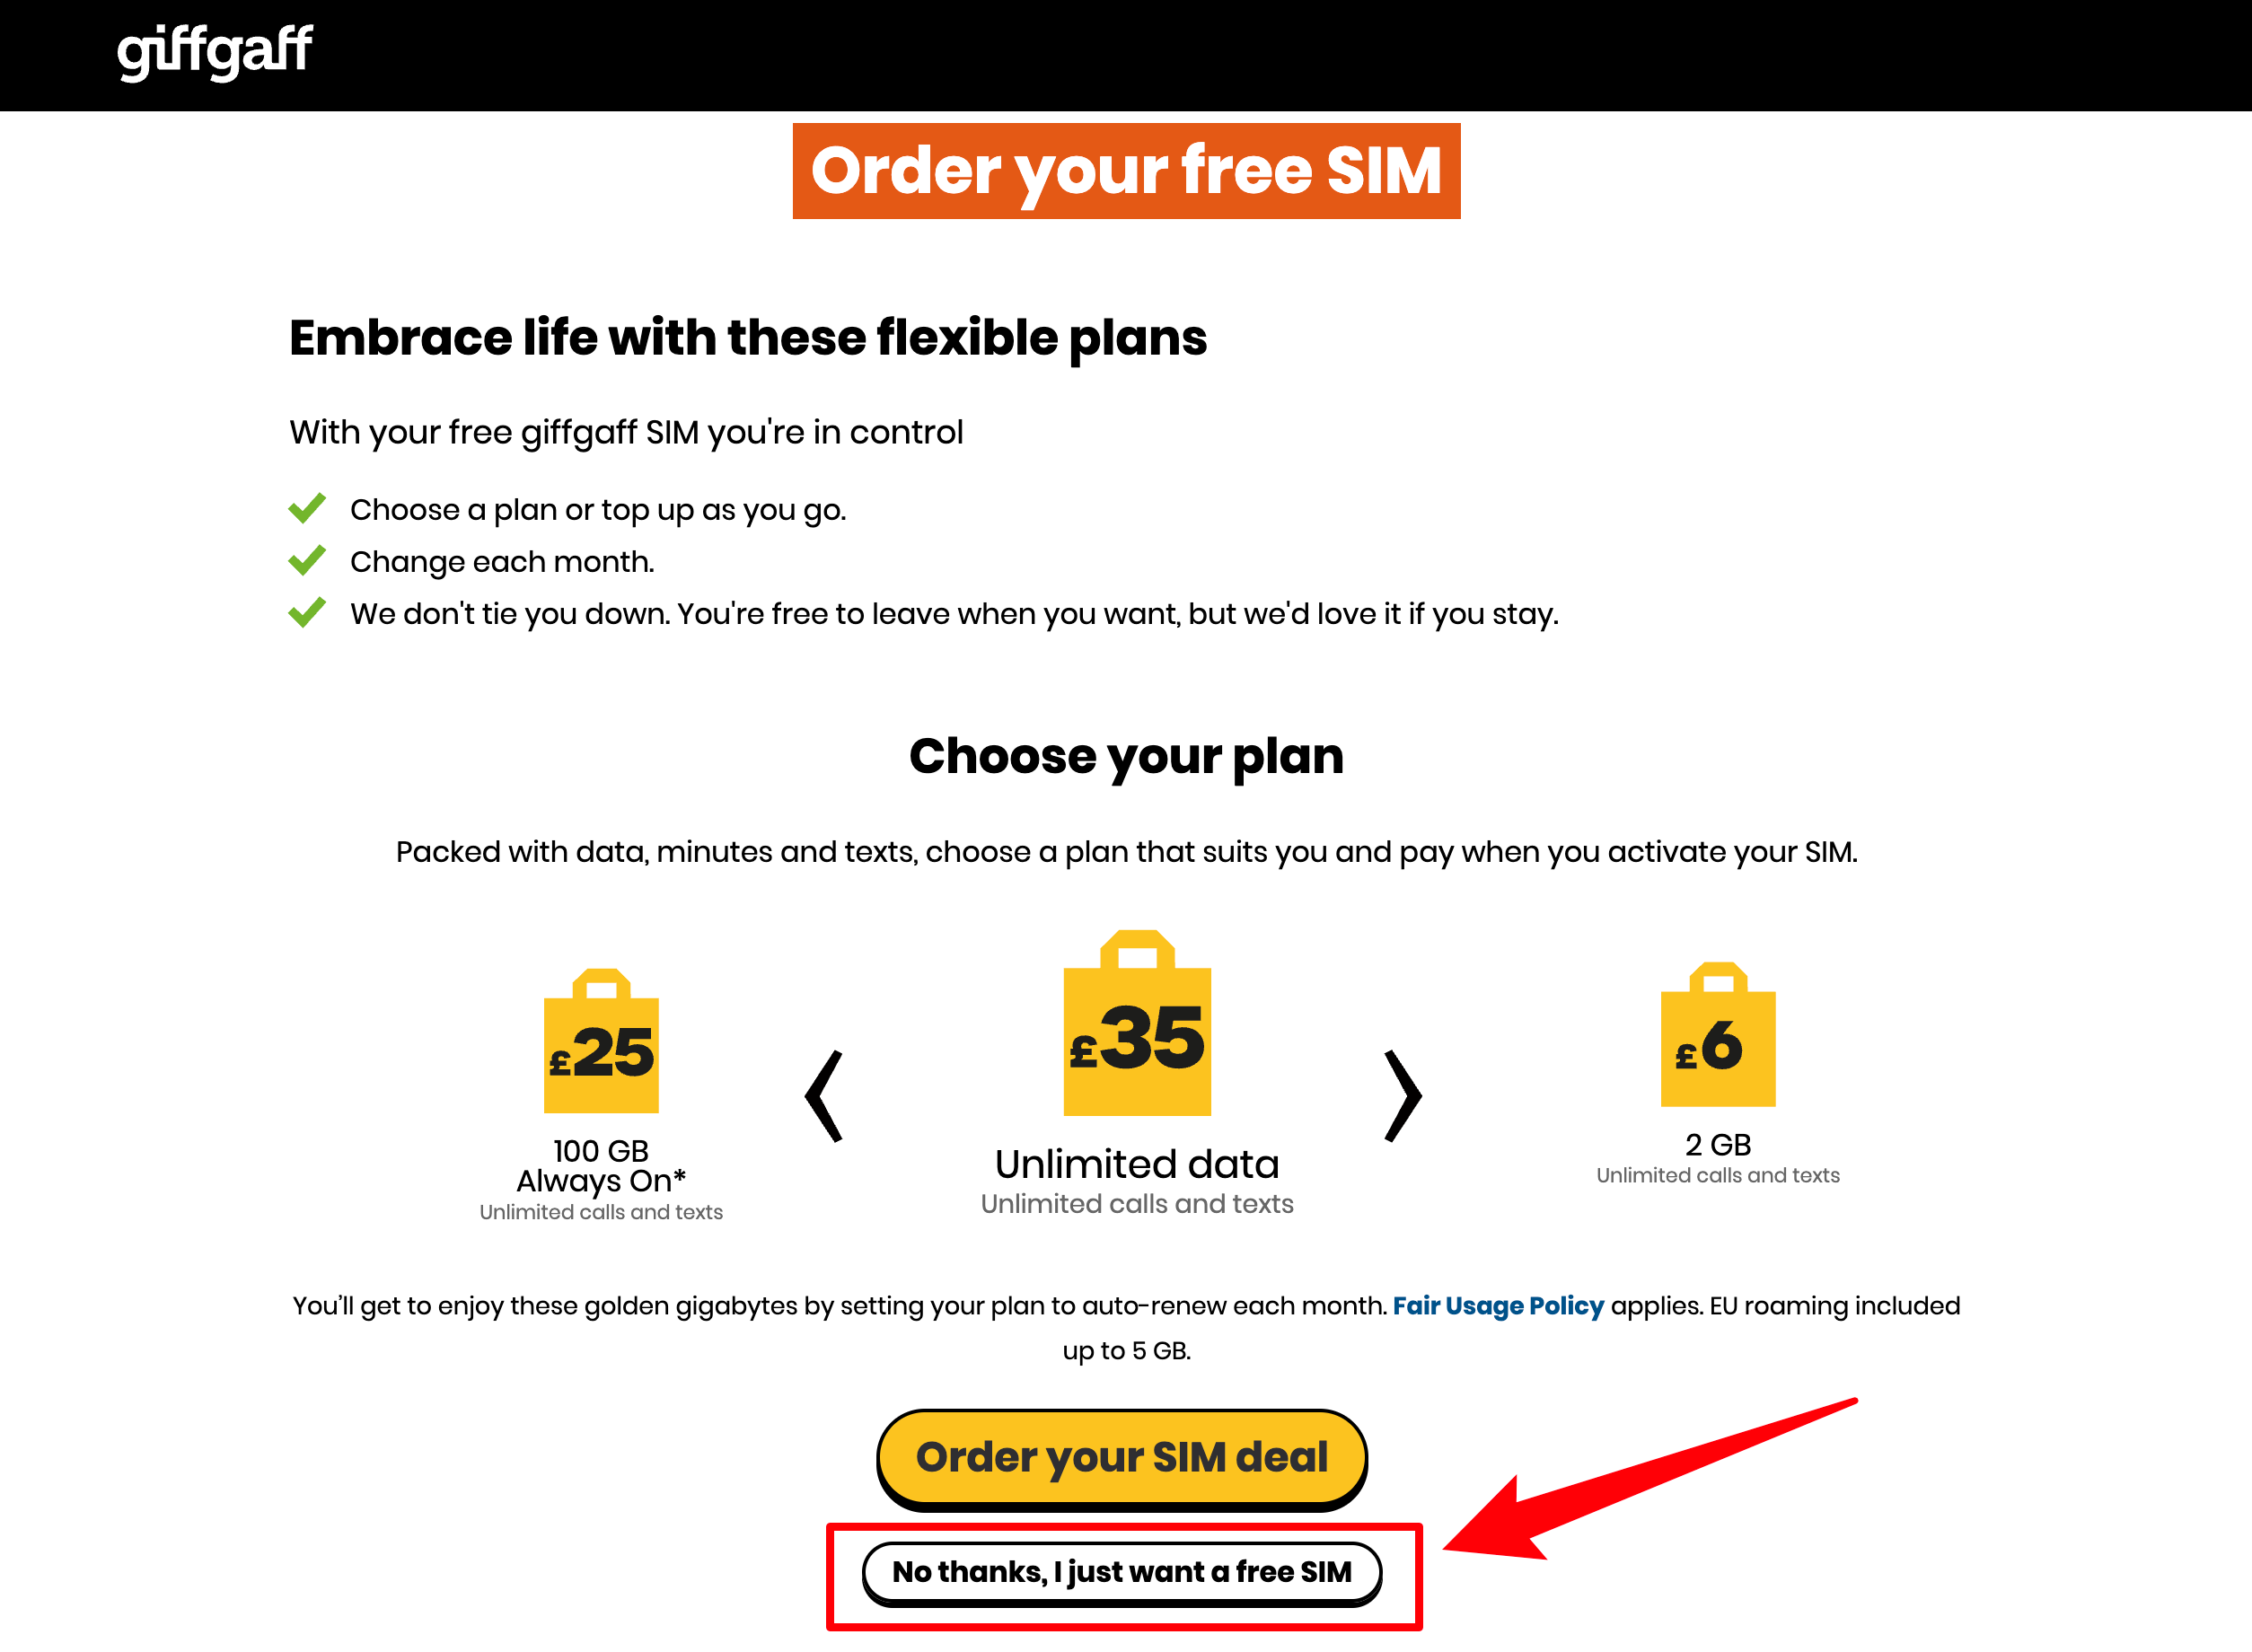 giffgaff
Order your free SIM
Embrace life with these flexible plans
With your free giffgaff SIM you're in control
Choose a plan or top up as you go.
Change each month.
We don't tie you down. You're free to leave when you want, but we'd love it if you stay.
Choose your plan
Packed with data, minutes and texts, choose a plan that suits you and pay when you activate your SIM.
£25
100 GB
Always On*
Unlimited calls and texts
£35
Unlimited data
Unlimited calls and texts
£6
2 GB
Unlimited calls and texts
You’ll get to enjoy these golden gigabytes by setting your plan to auto-renew each month. Fair Usage Policy applies. EU roaming included
up to 5 GB.
Order your SIM deal
No thanks, I just want a free SIM